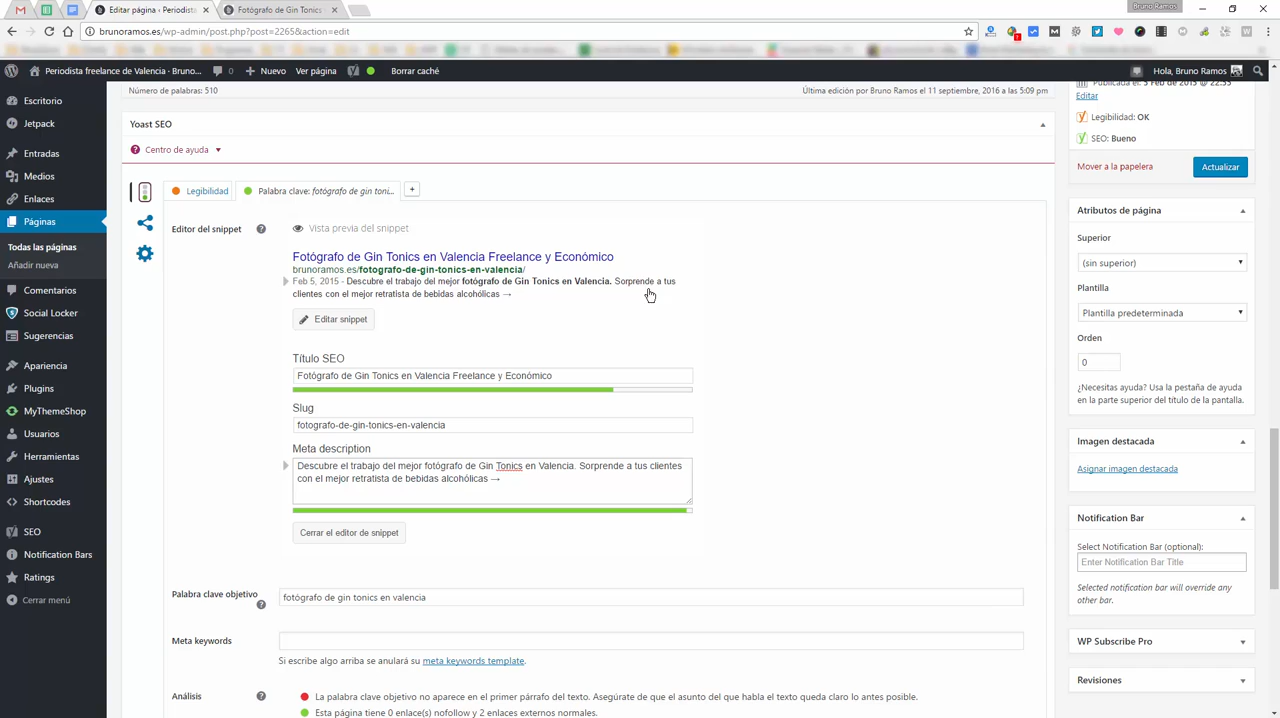 Editar página ‹ Periodista
Fotógrafo de Gin Tonics
Bruno Ramos
brunoramos.es/wp-admin/post.php?post=2265&action=edit
Periodista freelance de Valencia - Bruno... 0 Nuevo Ver página Borrar caché Hola, Bruno Ramos
Escritorio
Jetpack
Entradas
Medios
Enlaces
Páginas
Todas las páginas
Añadir nueva
Comentarios
Social Locker
Sugerencias
Apariencia
Plugins
MyThemeShop
Usuarios
Herramientas
Ajustes
Shortcodes
SEO
Notification Bars
Ratings
Cerrar menú
Número de palabras: 510
Última edición por Bruno Ramos el 11 septiembre, 2016 a las 5:09 pm
Yoast SEO
Centro de ayuda
Legibilidad
Palabra clave: fotógrafo de gin toni...
+
Editor del snippet
Vista previa del snippet
Fotógrafo de Gin Tonics en Valencia Freelance y Económico
brunoramos.es/fotografo-de-gin-tonics-en-valencia/
Feb 5, 2015 - Descubre el trabajo del mejor fotógrafo de Gin Tonics en Valencia. Sorprende a tus
clientes con el mejor retratista de bebidas alcohólicas →
Editar snippet
Título SEO
Fotógrafo de Gin Tonics en Valencia Freelance y Económico
Slug
fotografo-de-gin-tonics-en-valencia
Meta description
Descubre el trabajo del mejor fotógrafo de Gin Tonics en Valencia. Sorprende a tus clientes
con el mejor retratista de bebidas alcohólicas →
Cerrar el editor de snippet
Palabra clave objetivo
fotógrafo de gin tonics en valencia
Meta keywords
Si escribe algo arriba se anulará su meta keywords template.
Análisis
La palabra clave objetivo no aparece en el primer párrafo del texto. Asegúrate de que el asunto del que habla el texto queda claro lo antes posible.
Esta página tiene 0 enlace(s) nofollow y 2 enlaces externos normales.
Publicada el: 5 Feb de 2015 @ 22:55
Editar
Legibilidad: OK
SEO: Bueno
Mover a la papelera
Actualizar
Atributos de página
Superior
(sin superior)
Plantilla
Plantilla predeterminada
Orden
0
¿Necesitas ayuda? Usa la pestaña de ayuda
en la parte superior del título de la pantalla.
Imagen destacada
Asignar imagen destacada
Notification Bar
Select Notification Bar (optional):
Enter Notification Bar Title
Selected notification bar will override any
other bar.
WP Subscribe Pro
Revisiones